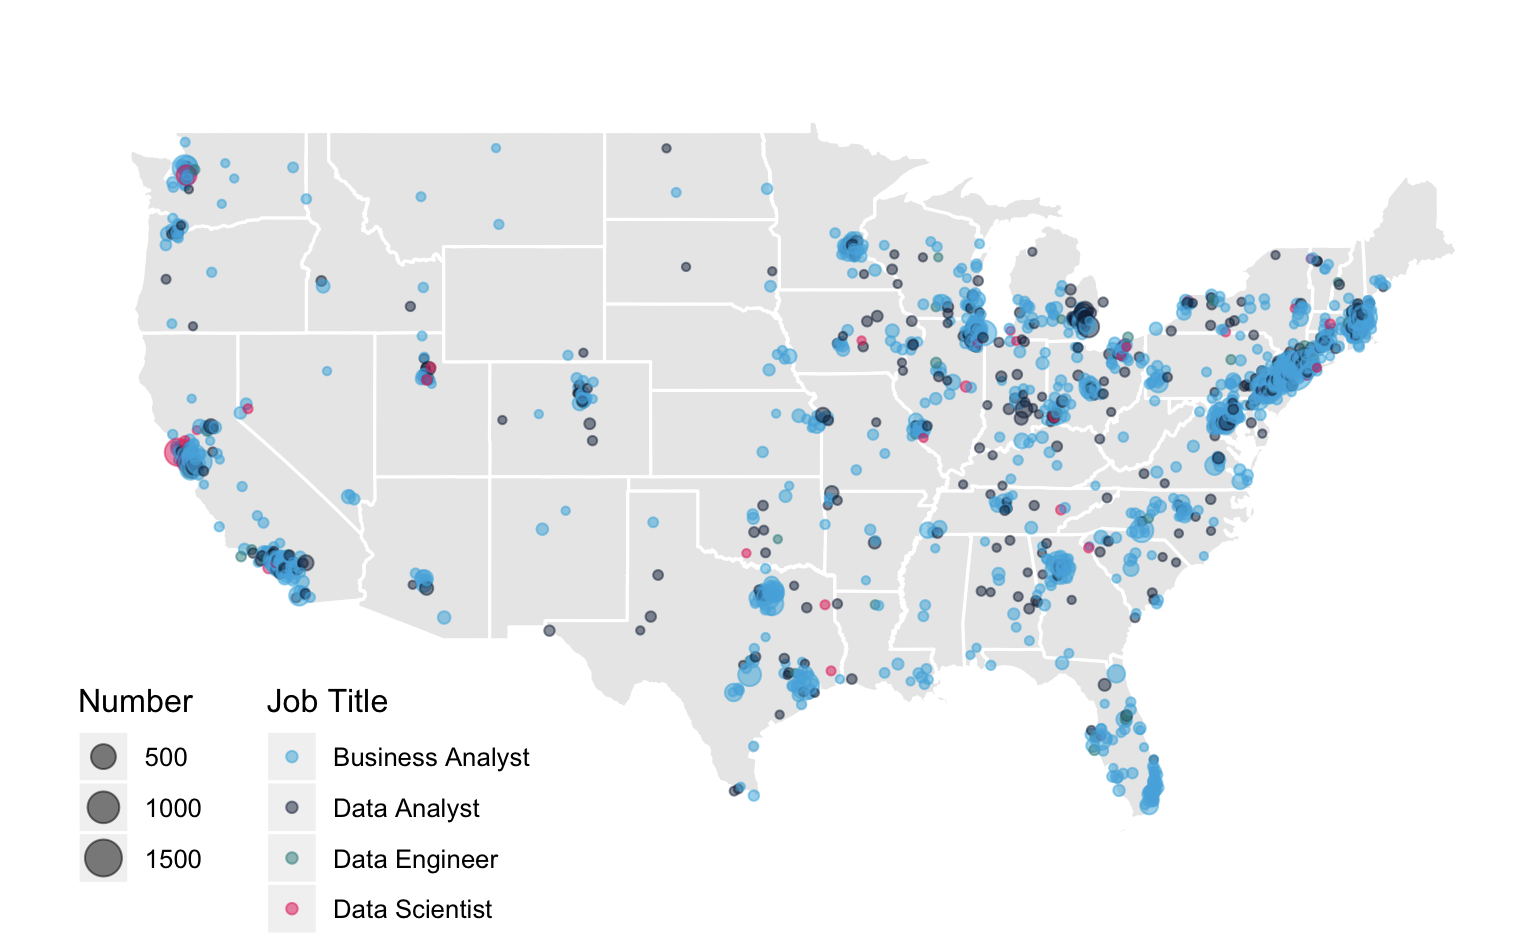 Number
500
1000
1500
Job Title
Business Analyst
Data Analyst
Data Engineer
Data Scientist